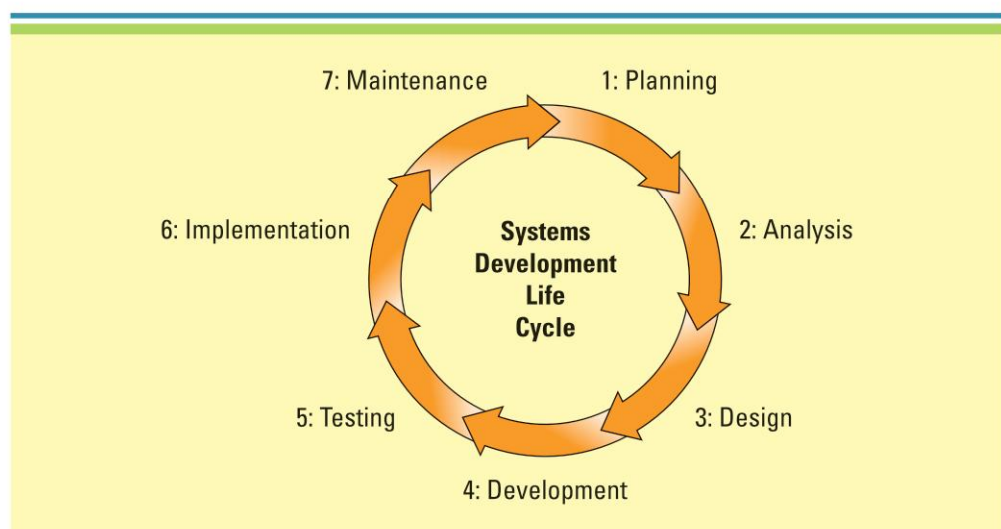 7: Maintenance
1: Planning
6: Implementation
Systems
Development
Life
Cycle
2: Analysis
5: Testing
3: Design
4: Development